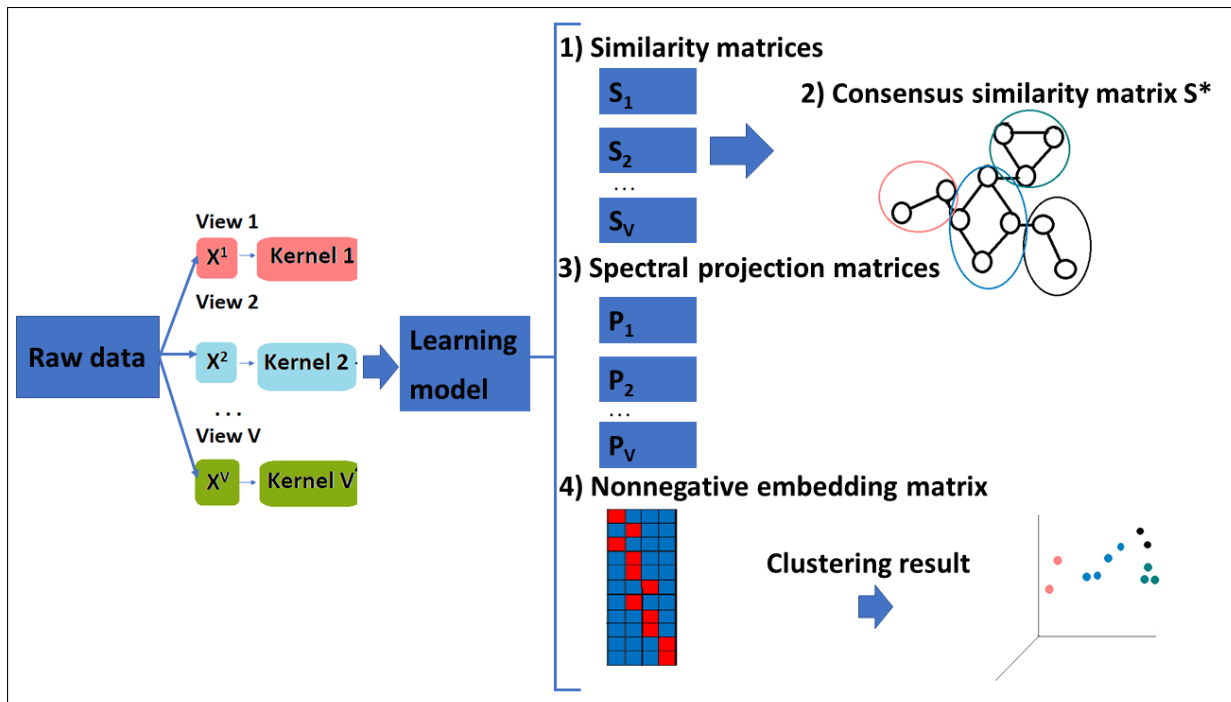 Raw data
View 1
X¹ Kernel 1
View 2
X² Kernel 2
...
View V
Xⱽ Kernel V
Learning
model
1) Similarity matrices
S₁
S₂
...
Sᵥ
2) Consensus similarity matrix S*
3) Spectral projection matrices
P₁
P₂
...
Pᵥ
4) Nonnegative embedding matrix
Clustering result